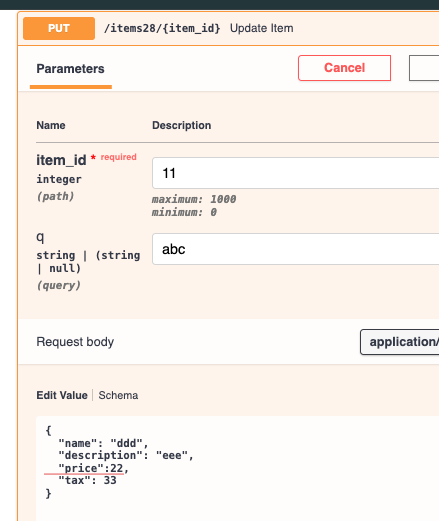 PUT /items28/{item_id} Update Item
Parameters
Cancel
Name Description
item_id * required
integer
(path)
11
maximum: 1000
minimum: 0
q
string | (string
| null)
(query)
abc
Request body
application/
Edit Value | Schema
{
"name": "ddd",
"description": "eee",
"price":22,
"tax": 33
}